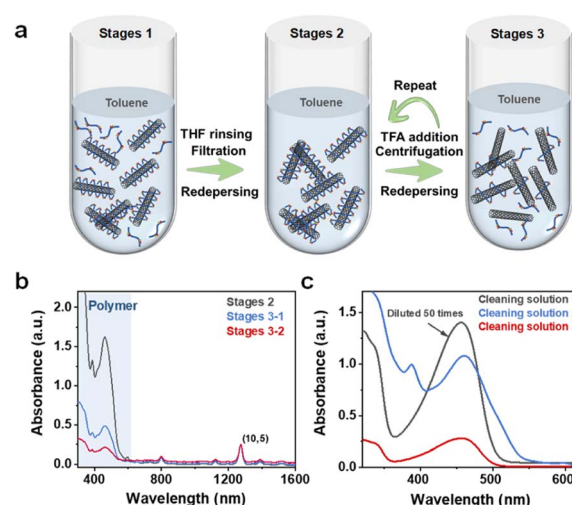 a
Stages 1
Stages 2
Stages 3
Toluene
THF rinsing
Filtration
Redepersing
Toluene
Repeat
TFA addition
Centrifugation
Redepersing
Toluene
b
Absorbance (a.u.)
2.0
1.5
1.0
0.5
0.0
Polymer
Stages 2
Stages 3-1
Stages 3-2
(10,5)
400
800
1000
1200
1400
1600
Wavelength (nm)
c
Absorbance (a.u.)
1.5
1.0
0.5
0.0
Cleaning solution
Cleaning solution
Cleaning solution
Diluted 50 times
400
500
600
Wavelength (nm)